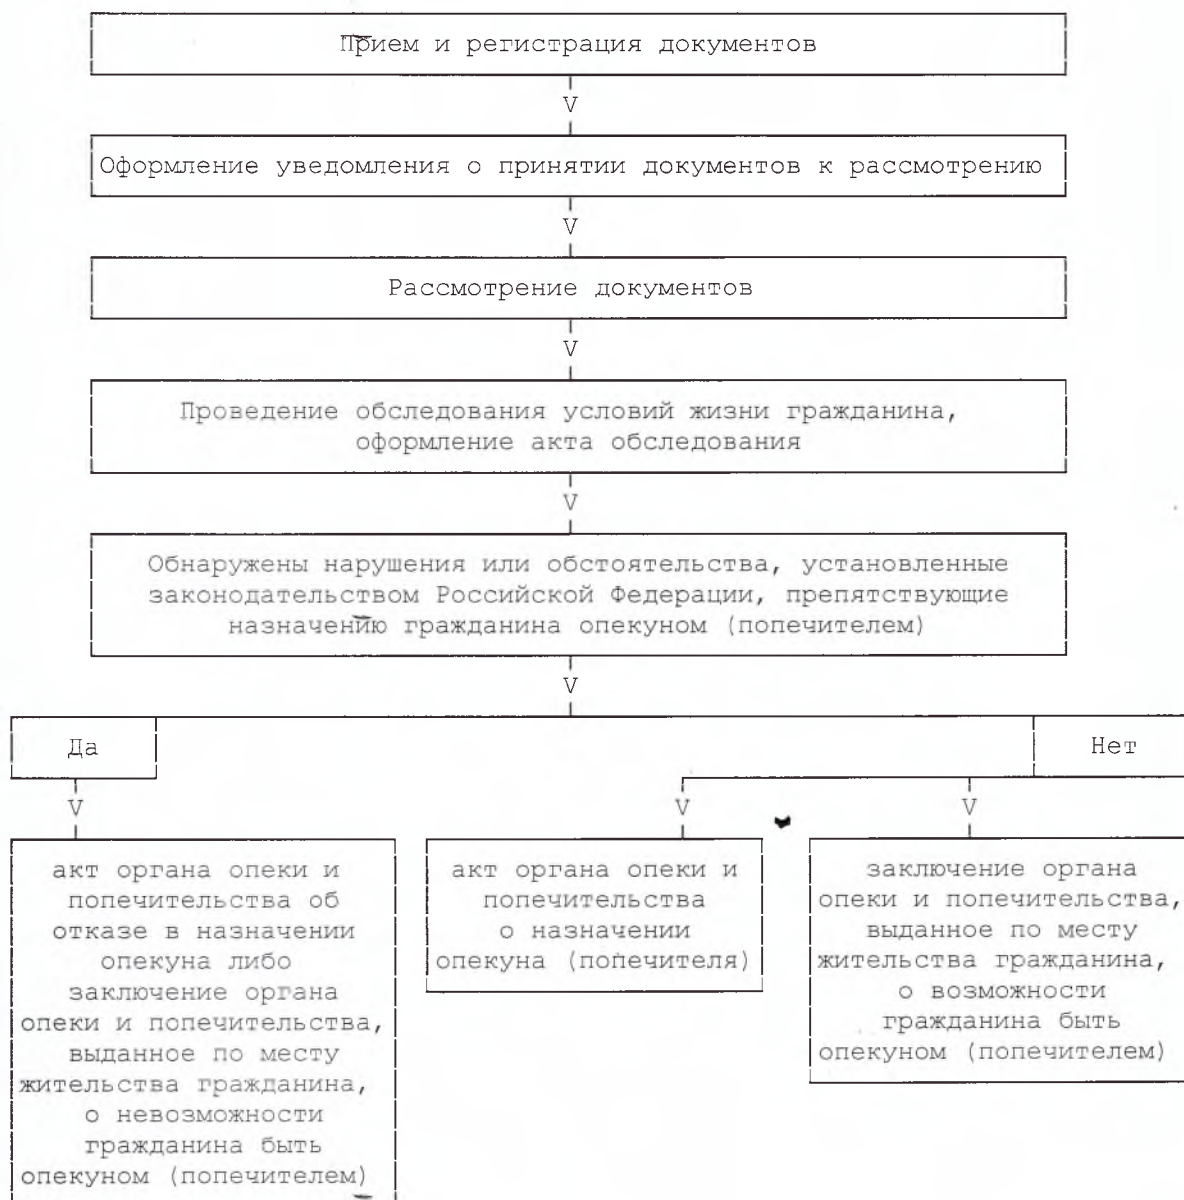 Прием и регистрация документов
V
Оформление уведомления о принятии документов к рассмотрению
V
Рассмотрение документов
V
Проведение обследования условий жизни гражданина,
оформление акта обследования
V
Обнаружены нарушения или обстоятельства, установленные
законодательством Российской Федерации, препятствующие
назначению гражданина опекуном (попечителем)
V
Да
Нет
V
V
V
акт органа опеки и
попечительства об
отказе в назначении
опекуна либо
заключение органа
опеки и попечительства,
выданное по месту
жительства гражданина,
о невозможности
гражданина быть
опекуном (попечителем)
акт органа опеки и
попечительства
о назначении
опекуна (попечителя)
заключение органа
опеки и попечительства,
выданное по месту
жительства гражданина,
о возможности
гражданина быть
опекуном (попечителем)